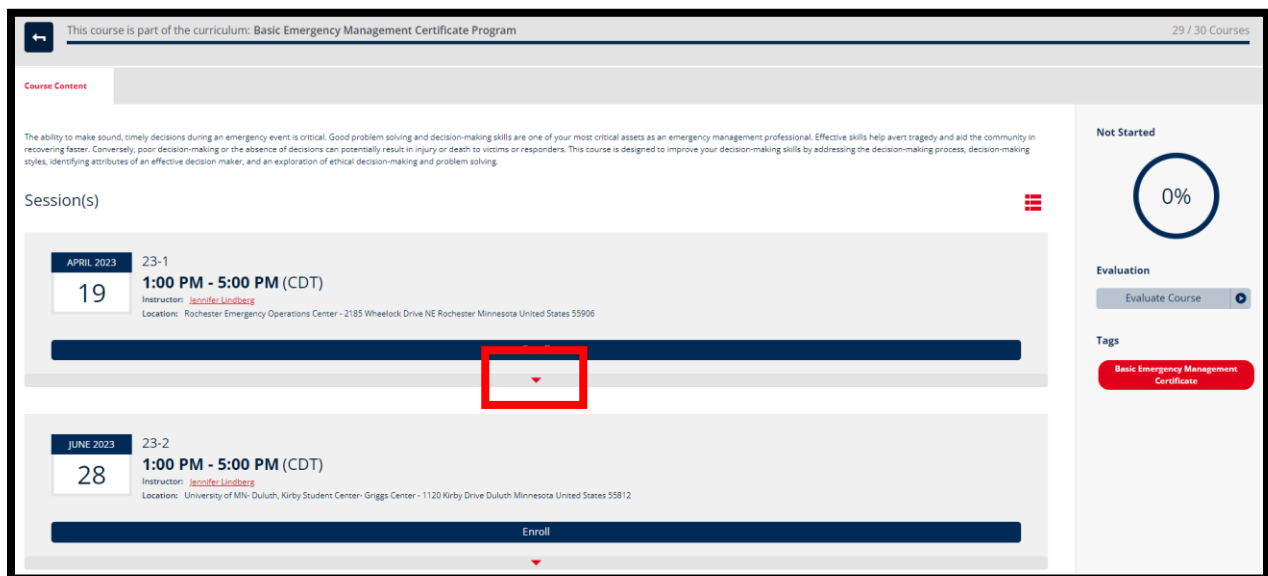 This course is part of the curriculum: Basic Emergency Management Certificate Program
29 / 30 Courses
Course Content
The ability to make sound, timely decisions during an emergency event is critical. Good problem solving and decision-making skills are one of your most critical assets as an emergency management professional. Effective skills help avert tragedy and aid the community in
recovering faster. Conversely, poor decision-making or the absence of decisions can potentially result in injury or death to victims or responders. This course is designed to improve your decision-making skills by addressing the decision-making process, decision-making
styles, identifying attributes of an effective decision maker, and an exploration of ethical decision-making and problem solving.
Session(s)
APRIL 2023
19
23-1
1:00 PM - 5:00 PM (CDT)
Instructor: Jennifer Lindberg
Location: Rochester Emergency Operations Center - 2185 Wheelock Drive NE Rochester Minnesota United States 55906
JUNE 2023
28
23-2
1:00 PM - 5:00 PM (CDT)
Instructor: Jennifer Lindberg
Location: University of MN- Duluth, Kirby Student Center- Griggs Center - 1120 Kirby Drive Duluth Minnesota United States 55812
Enroll
Not Started
0%
Evaluation
Evaluate Course
Tags
Basic Emergency Management
Certificate